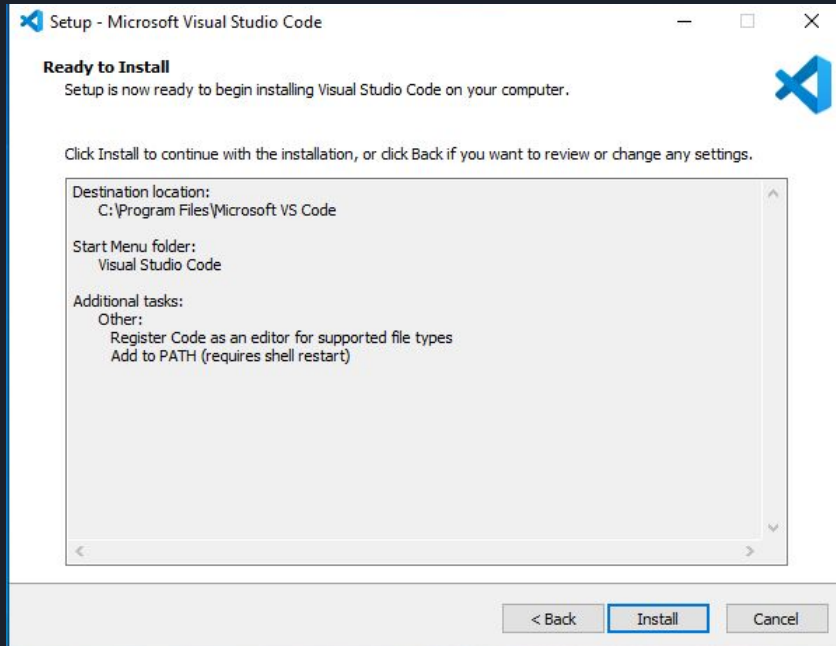 Setup - Microsoft Visual Studio Code
Ready to Install
Setup is now ready to begin installing Visual Studio Code on your computer.
Click Install to continue with the installation, or click Back if you want to review or change any settings.
Destination location:
C:\Program Files\Microsoft VS Code
Start Menu folder:
Visual Studio Code
Additional tasks:
Other:
Register Code as an editor for supported file types
Add to PATH (requires shell restart)
< Back Install Cancel